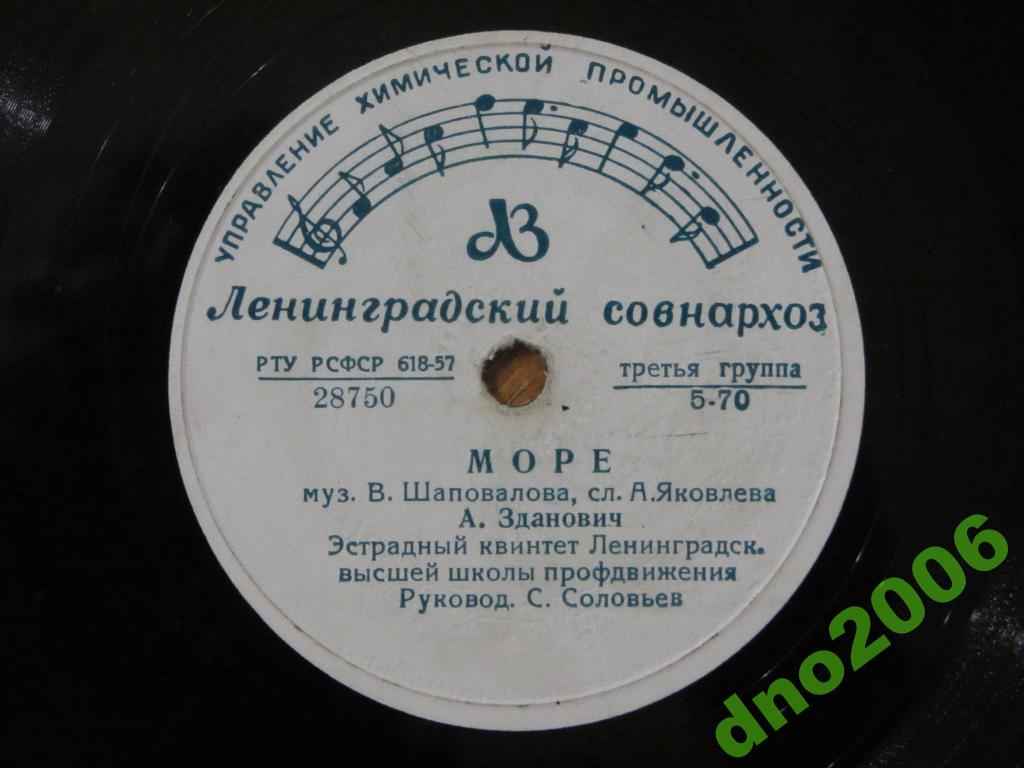 УПРАВЛЕНИЕ ХИМИЧЕСКОЙ ПРОМЫШЛЕННОСТИ
ЛЗ
Ленинградский совнархоз
РТУ РСФСР 618-57
28750
третья группа
5-70
МОРЕ
муз. В. Шаповалова, сл. А.Яковлева
А. Зданович
Эстрадный квинтет Ленинградск.
высшей школы профдвижения
Руковод. С. Соловьев
dno2006